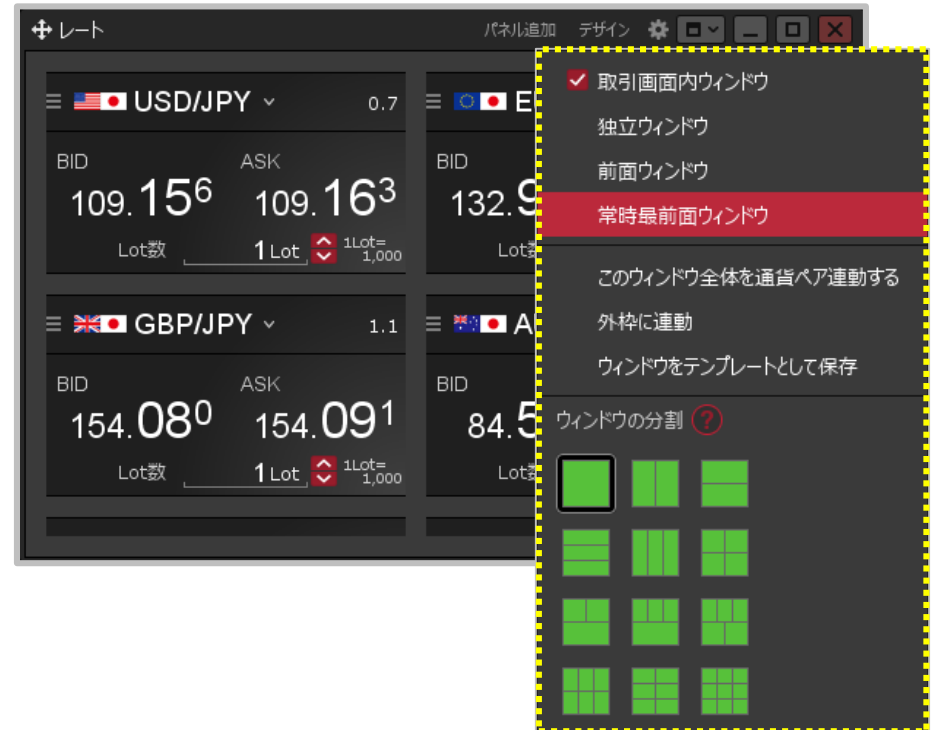 レート パネル追加 デザイン
USD/JPY 0.7
BID ASK
109.156 109.163
Lot数 1 Lot 1Lot= 1,000
GBP/JPY 1.1
BID ASK
154.080 154.091
Lot数 1 Lot 1Lot= 1,000
E
BID
132.9
Lot
A
BID
84.5
Lot
取引画面内ウィンドウ
独立ウィンドウ
前面ウィンドウ
常時最前面ウィンドウ
このウィンドウ全体を通貨ペア連動する
外枠に連動
ウィンドウをテンプレートとして保存
ウィンドウの分割 ?